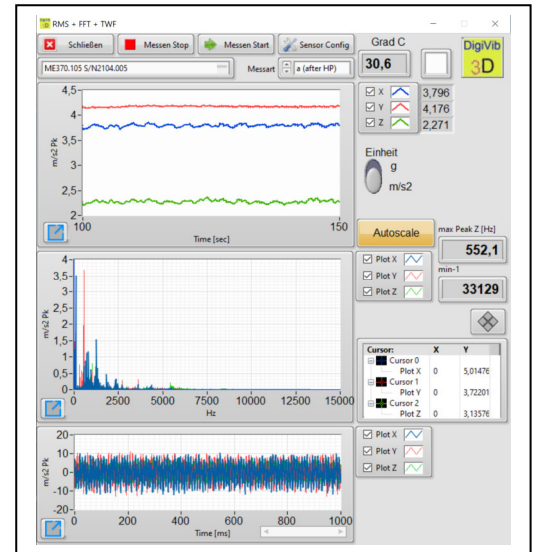 RMS + FFT + TWF
Schließen Messen Stop Messen Start Sensor Config
Grad C
DigiVib
3D
ME370.105 S/N2104.005
Messart a (after HP)
30,6
4,5
4
3,5
3
2,5
2
m/s2 Pk
100 150
Time [sec]
X 3,796
Y 4,176
Z 2,271
Einheit
g
m/s2
Autoscale
max Peak Z [Hz]
552,1
min-1
33129
4
3,5
3
2,5
2
1,5
1
0,5
0
m/s2 Pk
0 2500 5000 7500 10000 12500 15000
Hz
Plot X
Plot Y
Plot Z
Cursor: X Y
Cursor 0
Plot X 0 5,01476
Cursor 1
Plot Y 0 3,72201
Cursor 2
Plot Z 0 3,13576
20
10
0
-10
-20
m/s2 Pk
0 200 400 600 800 1000
Time [ms]
Plot X
Plot Y
Plot Z